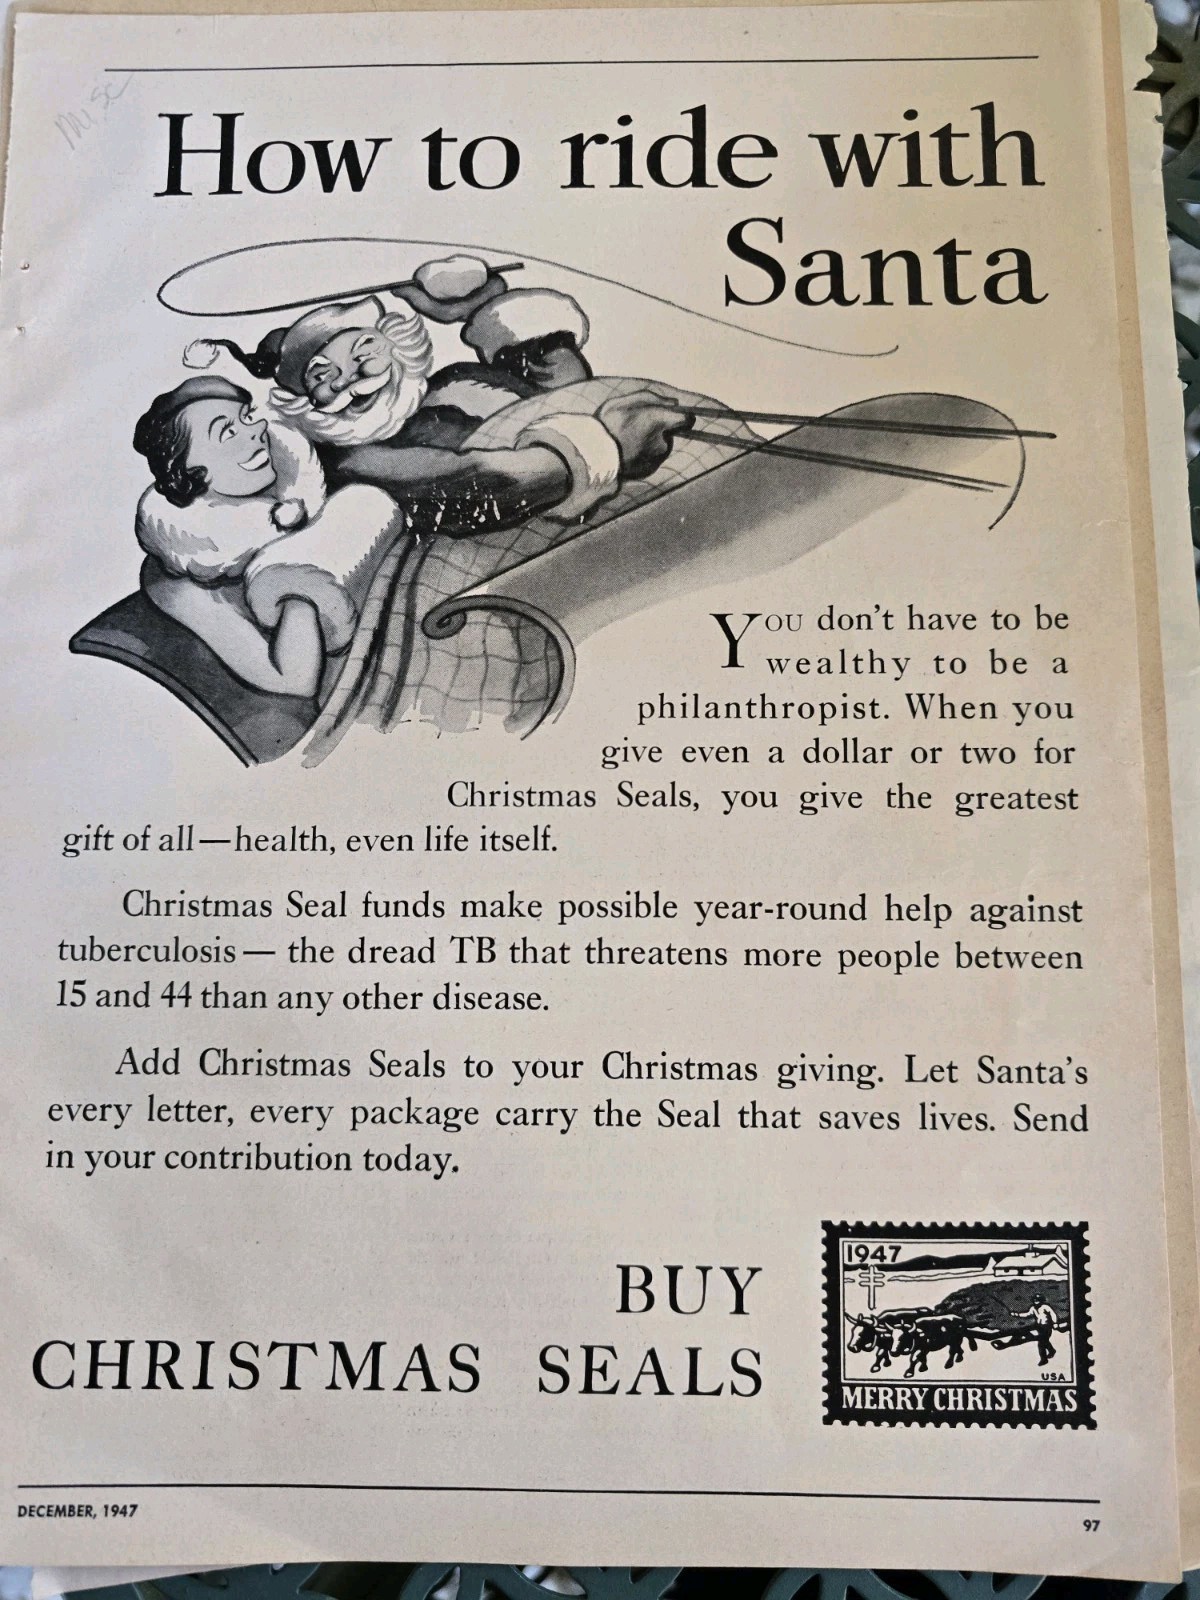 Misc
How to ride with
Santa
YOU don't have to be
wealthy to be a
philanthropist. When you
give even a dollar or two for
Christmas Seals, you give the greatest
gift of all—health, even life itself.
Christmas Seal funds make possible year-round help against
tuberculosis— the dread TB that threatens more people between
15 and 44 than any other disease.
Add Christmas Seals to your Christmas giving. Let Santa's
every letter, every package carry the Seal that saves lives. Send
in your contribution today.
BUY
CHRISTMAS SEALS
1947
USA
MERRY CHRISTMAS
DECEMBER, 1947
97